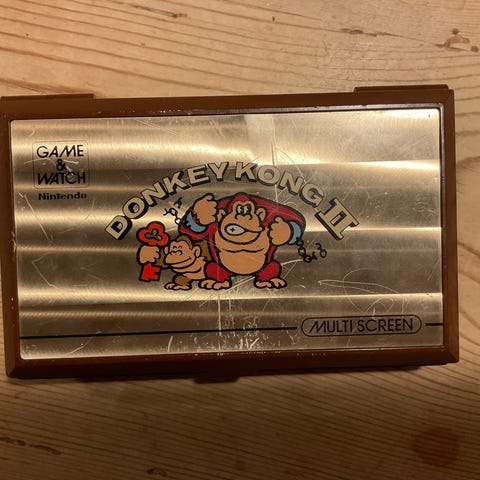 GAME
&
WATCH
Nintendo
DONKEY KONG II
MULTI SCREEN